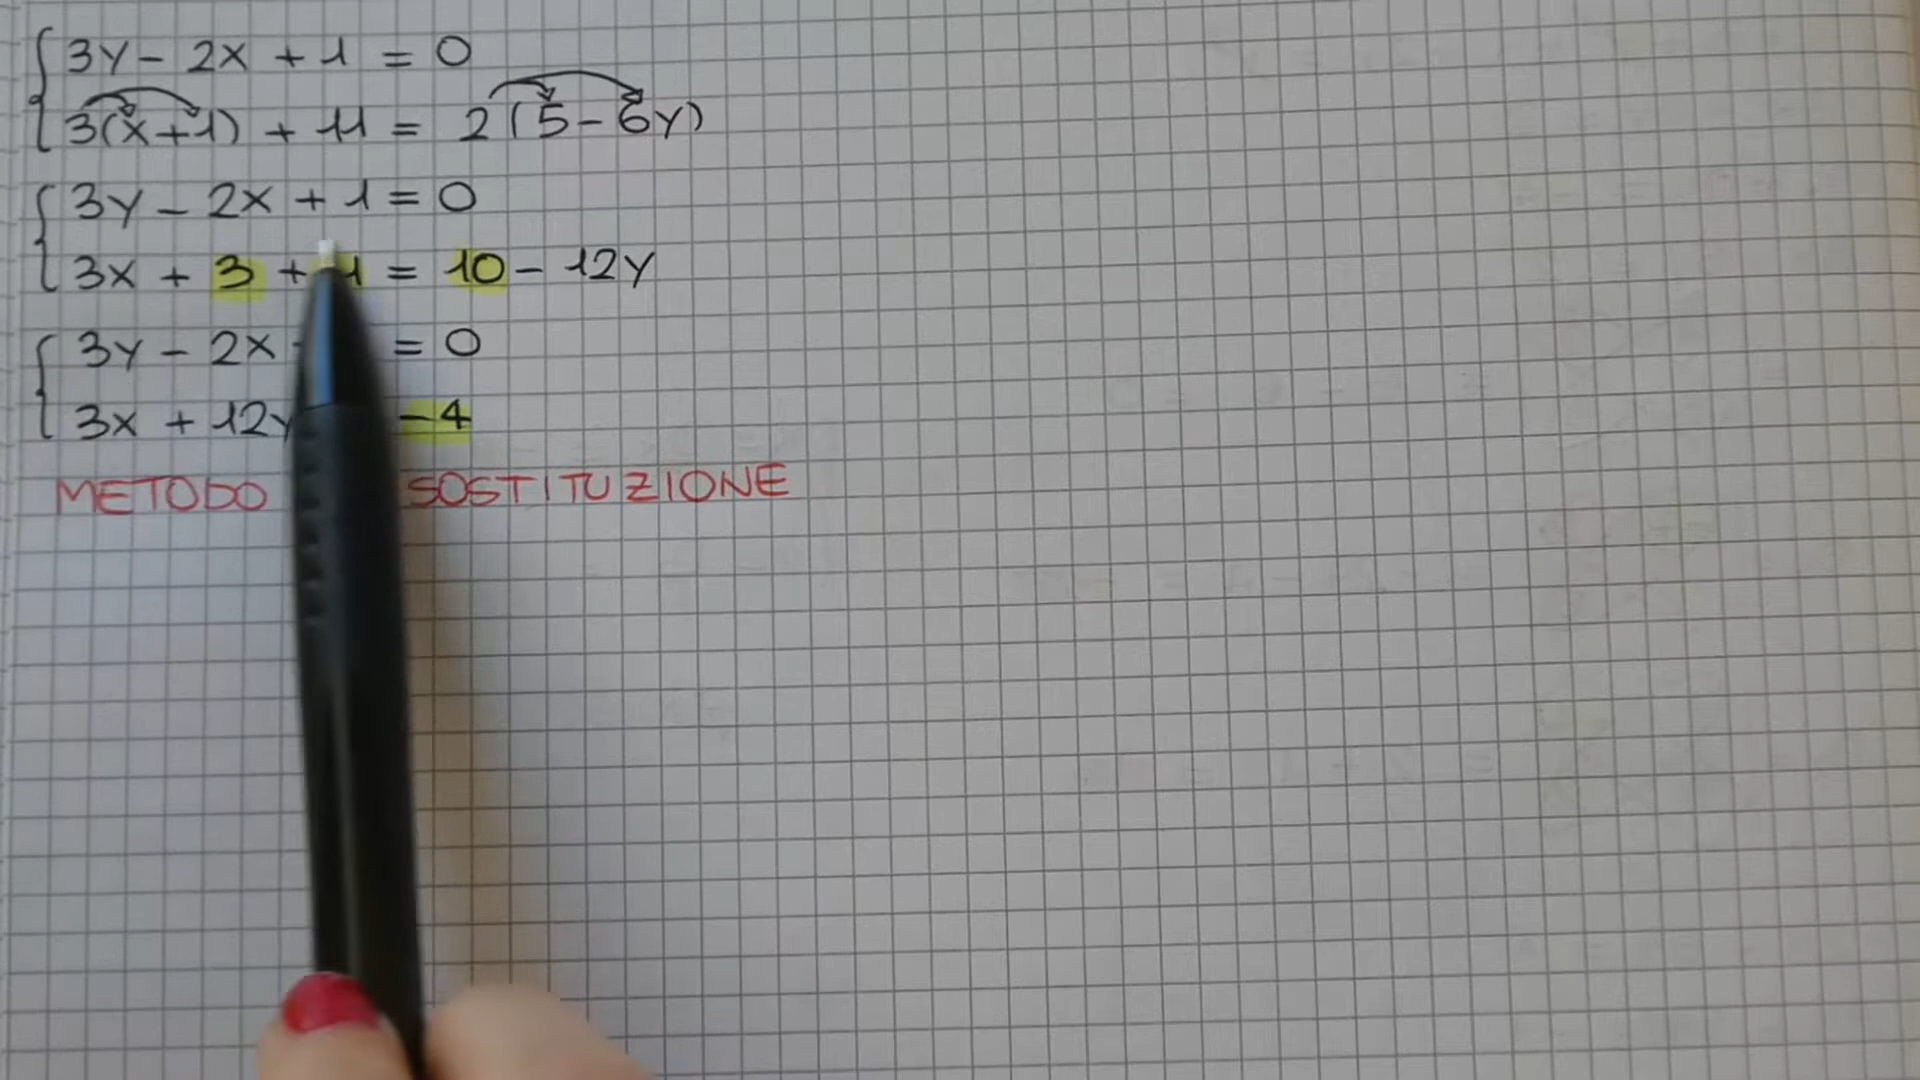 3y - 2x + 1 = 0
3(x+1) + 11 = 2(5-6y)
3y - 2x + 1 = 0
3x + 3 + 1 = 10 - 12y
3y - 2x = 0
3x + 12y -4
METODO SOSTITUZIONE